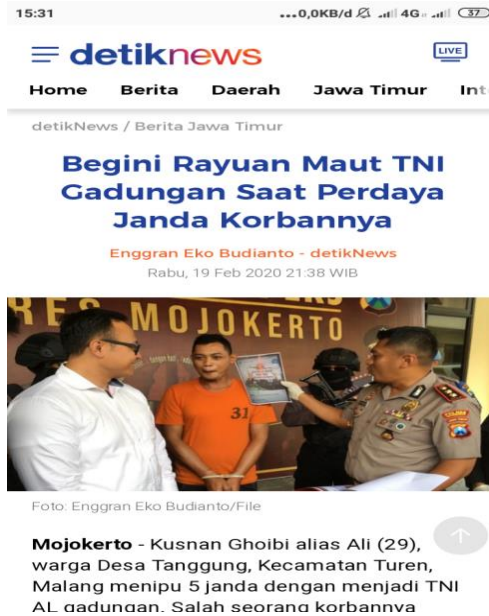 15:31
...0,0KB/d 4G 37
detiknews
LIVE
Home Berita Daerah Jawa Timur Int
detikNews / Berita Jawa Timur
Begini Rayuan Maut TNI
Gadungan Saat Perdaya
Janda Korbannya
Enggran Eko Budianto - detikNews
Rabu, 19 Feb 2020 21:38 WIB
MOJOKERTO
31
Foto: Enggran Eko Budianto/File
Mojokerto - Kusnan Ghoibi alias Ali (29),
warga Desa Tanggung, Kecamatan Turen,
Malang menipu 5 janda dengan menjadi TNI
AL gadungan. Salah seorang korbannya